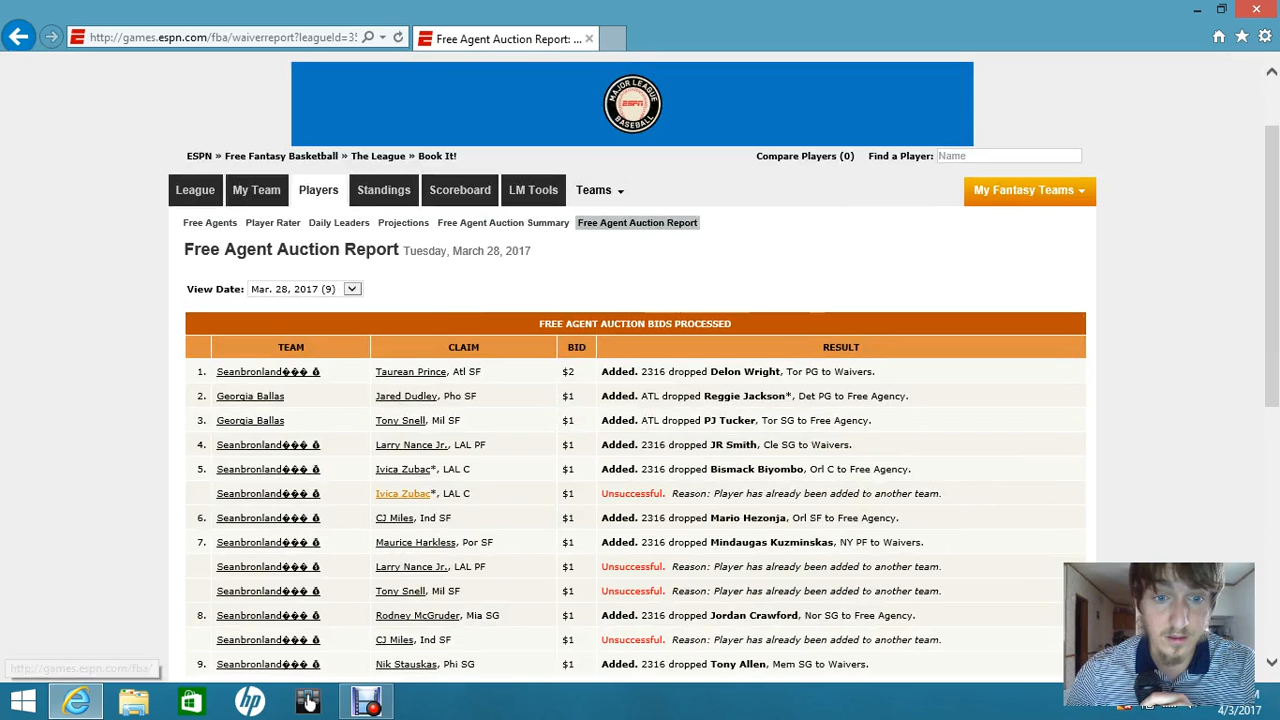 http://games.espn.com/fba/waiverreport?leagueId=35
Free Agent Auction Report: ...
MAJOR LEAGUE
ESPN
BASEBALL
ESPN » Free Fantasy Basketball » The League » Book It!
Compare Players (0) Find a Player: Name
League My Team Players Standings Scoreboard LM Tools Teams My Fantasy Teams
Free Agents Player Rater Daily Leaders Projections Free Agent Auction Summary Free Agent Auction Report
Free Agent Auction Report Tuesday, March 28, 2017
View Date: Mar. 28, 2017 (9)
FREE AGENT AUCTION BIDS PROCESSED
TEAM CLAIM BID RESULT
1. Seanbronland��� Taurean Prince, Atl SF $2 Added. 2316 dropped Delon Wright, Tor PG to Waivers.
2. Georgia Ballas Jared Dudley, Pho SF $1 Added. ATL dropped Reggie Jackson*, Det PG to Free Agency.
3. Georgia Ballas Tony Snell, Mil SF $1 Added. ATL dropped PJ Tucker, Tor SG to Free Agency.
4. Seanbronland��� Larry Nance Jr., LAL PF $1 Added. 2316 dropped JR Smith, Cle SG to Waivers.
5. Seanbronland��� Ivica Zubac*, LAL C $1 Added. 2316 dropped Bismack Biyombo, Orl C to Free Agency.
Seanbronland��� Ivica Zubac*, LAL C $1 Unsuccessful. Reason: Player has already been added to another team.
6. Seanbronland��� CJ Miles, Ind SF $1 Added. 2316 dropped Mario Hezonja, Orl SF to Free Agency.
7. Seanbronland��� Maurice Harkless, Por SF $1 Added. 2316 dropped Mindaugas Kuzminskas, NY PF to Waivers.
Seanbronland��� Larry Nance Jr., LAL PF $1 Unsuccessful. Reason: Player has already been added to another team.
Seanbronland��� Tony Snell, Mil SF $1 Unsuccessful. Reason: Player has already been added to another team.
8. Seanbronland��� Rodney McGruder, Mia SG $1 Added. 2316 dropped Jordan Crawford, Nor SG to Free Agency.
Seanbronland��� CJ Miles, Ind SF $1 Unsuccessful. Reason: Player has already been added to another team.
9. Seanbronland��� Nik Stauskas, Phi SG $1 Added. 2316 dropped Tony Allen, Mem SG to Waivers.
http://games.espn.com/fba/
hp
4/3/2017